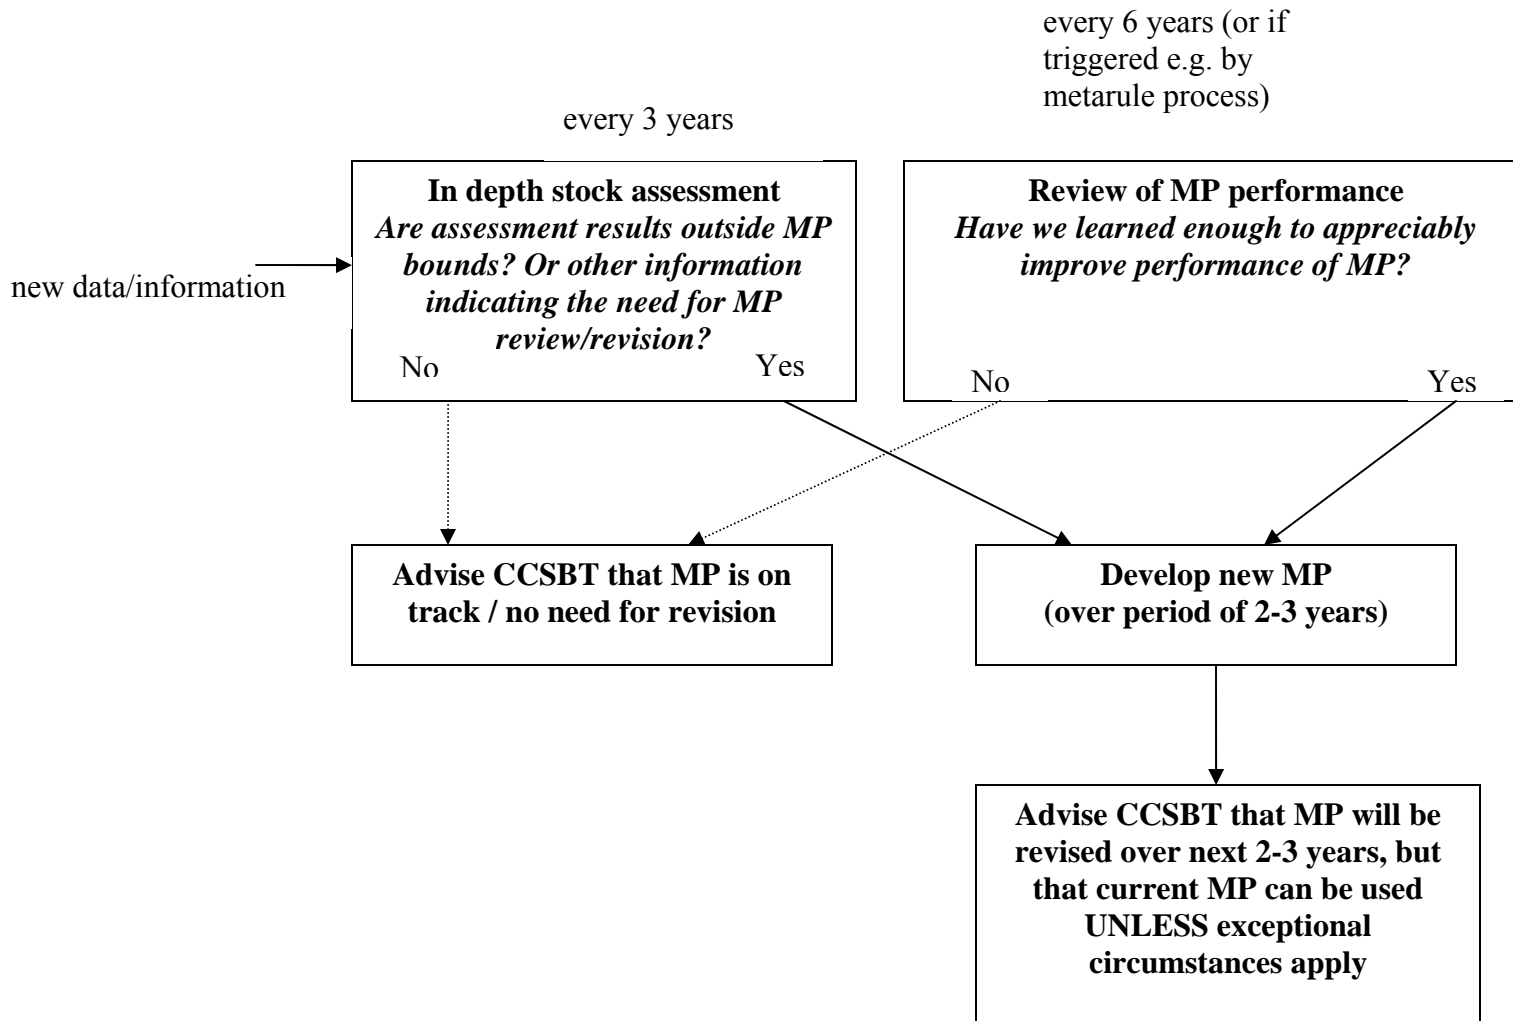 every 6 years (or if
triggered e.g. by
metarule process)
every 3 years
In depth stock assessment
Are assessment results outside MP
bounds? Or other information
indicating the need for MP
review/revision?
No
Yes
Review of MP performance
Have we learned enough to appreciably
improve performance of MP?
No
Yes
new data/information
Advise CCSBT that MP is on
track / no need for revision
Develop new MP
(over period of 2-3 years)
Advise CCSBT that MP will be
revised over next 2-3 years, but
that current MP can be used
UNLESS exceptional
circumstances apply